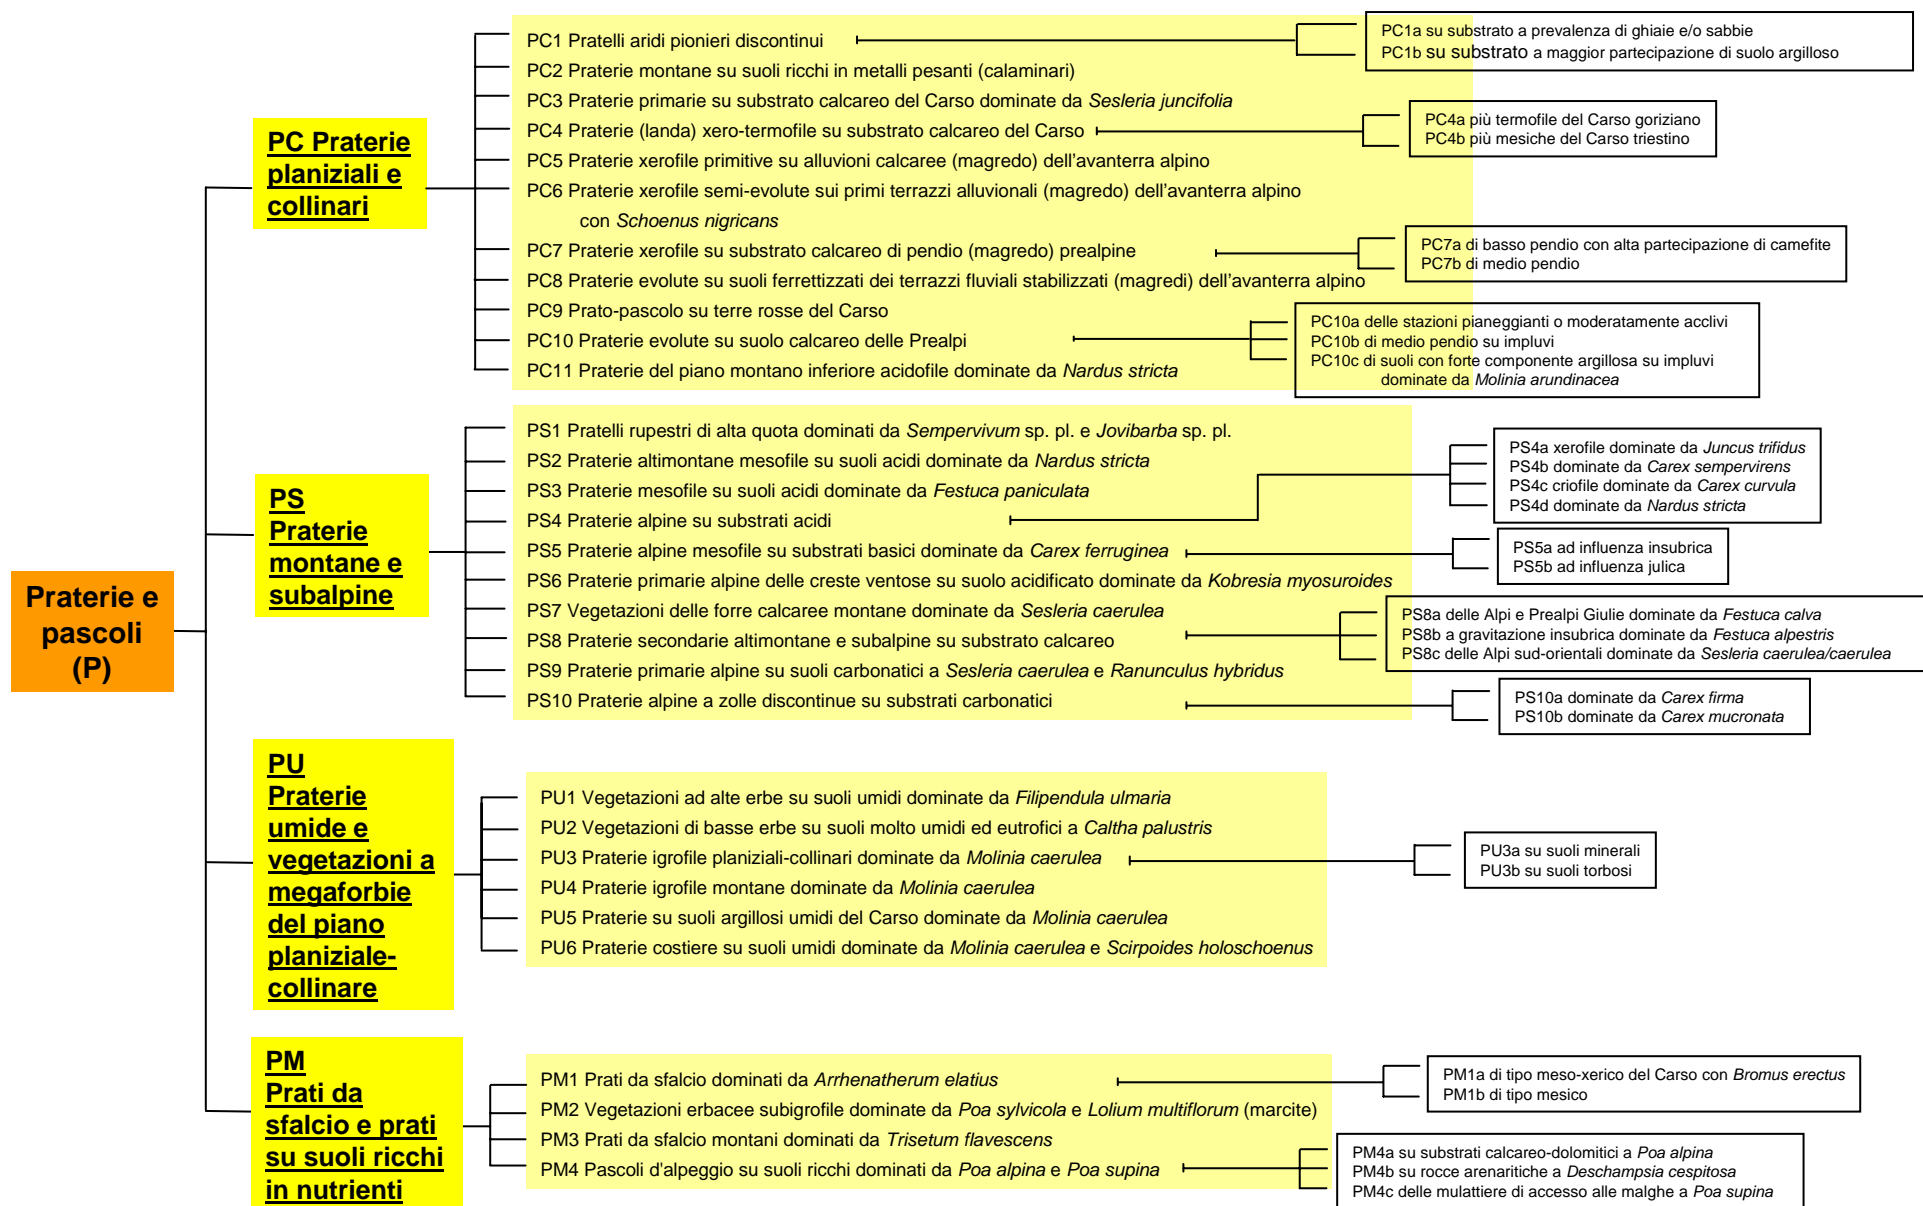 Praterie e
pascoli
(P)
PC Praterie
planiziali e
collinari
PC1 Pratelli aridi pionieri discontinui
PC1a su substrato a prevalenza di ghiaie e/o sabbie
PC1b su substrato a maggior partecipazione di suolo argilloso
PC2 Praterie montane su suoli ricchi in metalli pesanti (calaminari)
PC3 Praterie primarie su substrato calcareo del Carso dominate da Sesleria juncifolia
PC4 Praterie (landa) xero-termofile su substrato calcareo del Carso
PC4a più termofile del Carso goriziano
PC4b più mesiche del Carso triestino
PC5 Praterie xerofile primitive su alluvioni calcaree (magredo) dell'avanterra alpino
PC6 Praterie xerofile semi-evolute sui primi terrazzi alluvionali (magredo) dell'avanterra alpino
con Schoenus nigricans
PC7 Praterie xerofile su substrato calcareo di pendio (magredo) prealpine
PC7a di basso pendio con alta partecipazione di camefite
PC7b di medio pendio
PC8 Praterie evolute su suoli ferrettizzati dei terrazzi fluviali stabilizzati (magredi) dell'avanterra alpino
PC9 Prato-pascolo su terre rosse del Carso
PC10 Praterie evolute su suolo calcareo delle Prealpi
PC10a delle stazioni pianeggianti o moderatamente acclivi
PC10b di medio pendio su impluvi
PC10c di suoli con forte componente argillosa su impluvi
dominate da Molinia arundinacea
PC11 Praterie del piano montano inferiore acidofile dominate da Nardus stricta
PS
Praterie
montane e
subalpine
PS1 Pratelli rupestri di alta quota dominati da Sempervivum sp. pl. e Jovibarba sp. pl.
PS2 Praterie altimontane mesofile su suoli acidi dominate da Nardus stricta
PS3 Praterie mesofile su suoli acidi dominate da Festuca paniculata
PS4 Praterie alpine su substrati acidi
PS4a xerofile dominate da Juncus trifidus
PS4b dominate da Carex sempervirens
PS4c criofile dominate da Carex curvula
PS4d dominate da Nardus stricta
PS5 Praterie alpine mesofile su substrati basici dominate da Carex ferruginea
PS5a ad influenza insubrica
PS5b ad influenza julica
PS6 Praterie primarie alpine delle creste ventose su suolo acidificato dominate da Kobresia myosuroides
PS7 Vegetazioni delle forre calcaree montane dominate da Sesleria caerulea
PS8 Praterie secondarie altimontane e subalpine su substrato calcareo
PS8a delle Alpi e Prealpi Giulie dominate da Festuca calva
PS8b a gravitazione insubrica dominate da Festuca alpestris
PS8c delle Alpi sud-orientali dominate da Sesleria caerulea/caerulea
PS9 Praterie primarie alpine su suoli carbonatici a Sesleria caerulea e Ranunculus hybridus
PS10 Praterie alpine a zolle discontinue su substrati carbonatici
PS10a dominate da Carex firma
PS10b dominate da Carex mucronata
PU
Praterie
umide e
vegetazioni a
megaforbie
del piano
planiziale-
collinare
PU1 Vegetazioni ad alte erbe su suoli umidi dominate da Filipendula ulmaria
PU2 Vegetazioni di basse erbe su suoli molto umidi ed eutrofici a Caltha palustris
PU3 Praterie igrofile planiziali-collinari dominate da Molinia caerulea
PU3a su suoli minerali
PU3b su suoli torbosi
PU4 Praterie igrofile montane dominate da Molinia caerulea
PU5 Praterie su suoli argillosi umidi del Carso dominate da Molinia caerulea
PU6 Praterie costiere su suoli umidi dominate da Molinia caerulea e Scirpoides holoschoenus
PM
Prati da
sfalcio e prati
su suoli ricchi
in nutrienti
PM1 Prati da sfalcio dominati da Arrhenatherum elatius
PM1a di tipo meso-xerico del Carso con Bromus erectus
PM1b di tipo mesico
PM2 Vegetazioni erbacee subigrofile dominate da Poa sylvicola e Lolium multiflorum (marcite)
PM3 Prati da sfalcio montani dominati da Trisetum flavescens
PM4 Pascoli d'alpeggio su suoli ricchi dominati da Poa alpina e Poa supina
PM4a su substrati calcareo-dolomitici a Poa alpina
PM4b su rocce arenaritiche a Deschampsia cespitosa
PM4c delle mulattiere di accesso alle malghe a Poa supina